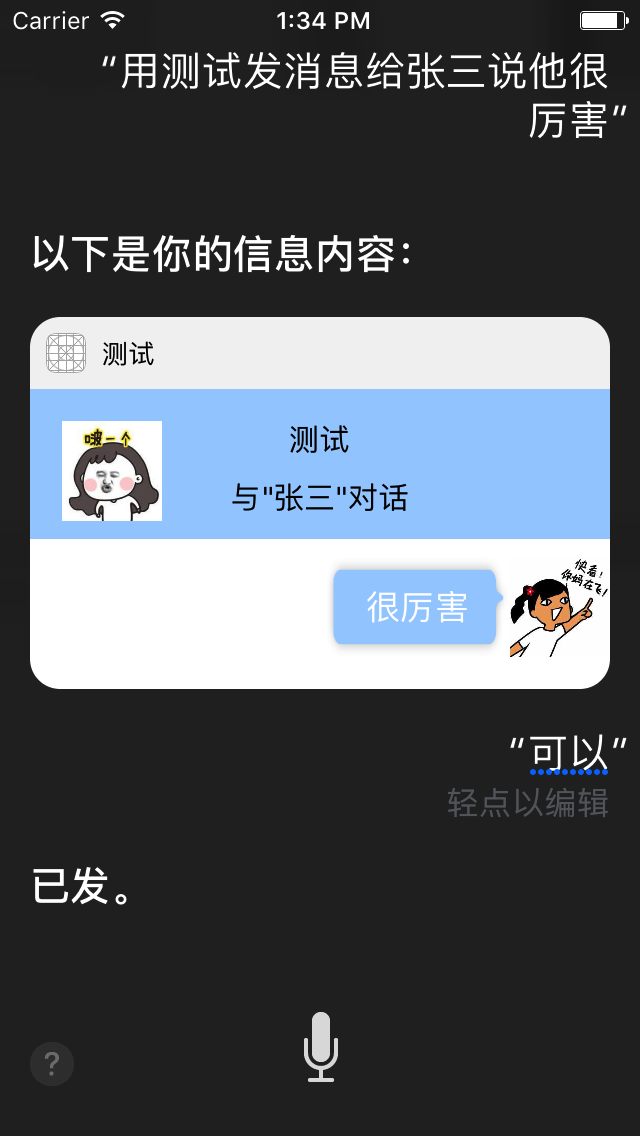 Carrier 1:34 PM
“用测试发消息给张三说他很
厉害”
以下是你的信息内容：
测试
啵一个
测试
与"张三"对话
快看！
你妈在飞！
很厉害
“可以”
轻点以编辑
已发。
?